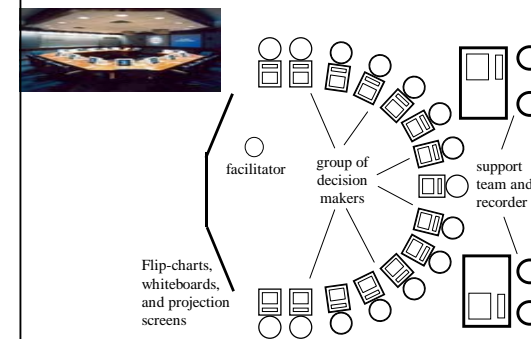 facilitator
group of
decision
makers
support
team and
recorder
Flip-charts,
whiteboards,
and projection
screens